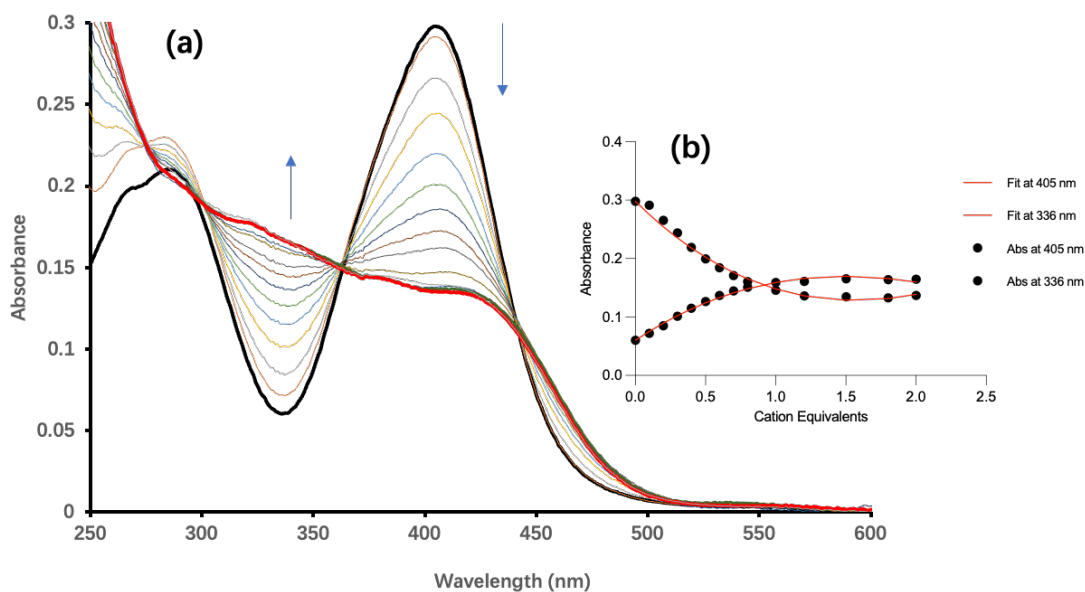 (a)
Absorbance
0.3
0.25
0.2
0.15
0.1
0.05
0
250
300
350
400
450
500
550
600
Wavelength (nm)
(b)
Absorbance
0.4
0.3
0.2
0.1
0.0
0.0
0.5
1.0
1.5
2.0
2.5
Cation Equivalents
Fit at 405 nm
Fit at 336 nm
Abs at 405 nm
Abs at 336 nm